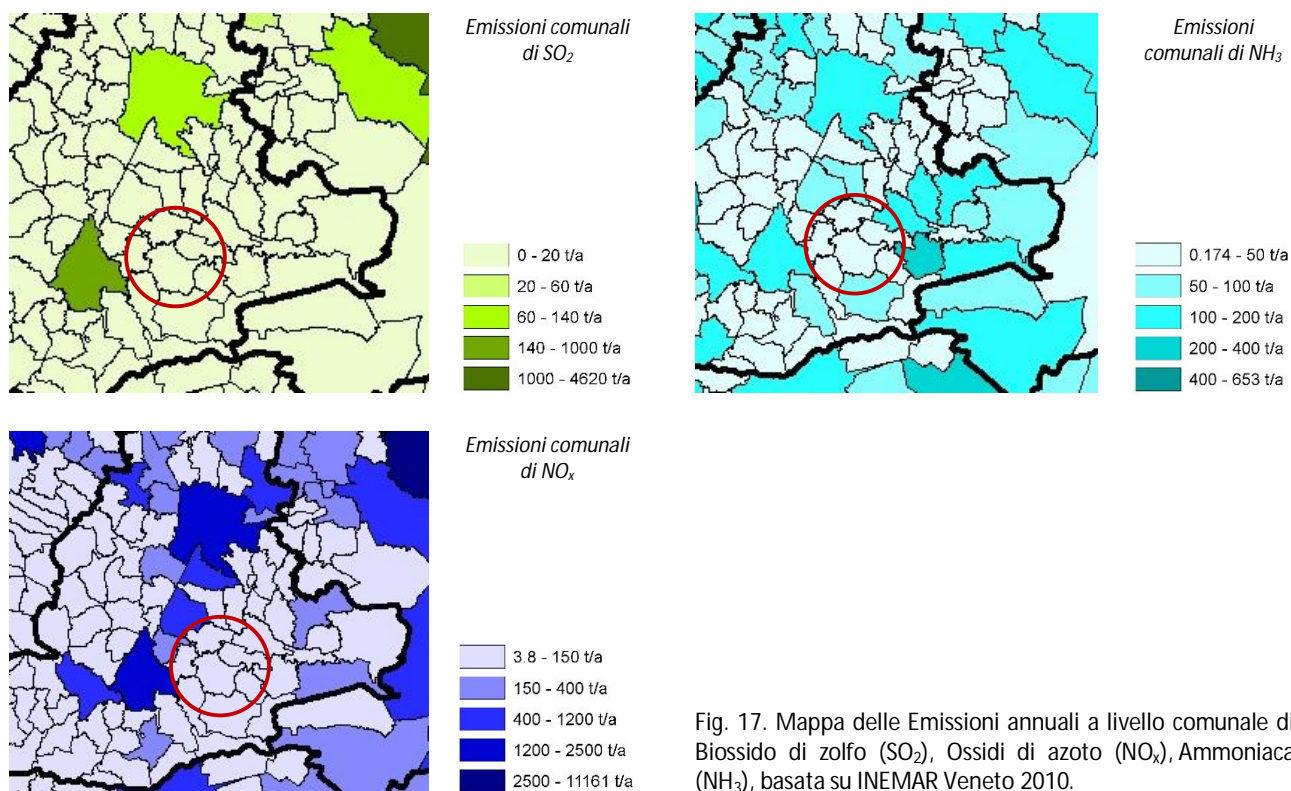 Emissioni comunali
di SO₂
0 - 20 t/a
20 - 60 t/a
60 - 140 t/a
140 - 1000 t/a
1000 - 4620 t/a
Emissioni
comunali di NH₃
0.174 - 50 t/a
50 - 100 t/a
100 - 200 t/a
200 - 400 t/a
400 - 653 t/a
Emissioni comunali
di NOₓ
3.8 - 150 t/a
150 - 400 t/a
400 - 1200 t/a
1200 - 2500 t/a
2500 - 11161 t/a
Fig. 17. Mappa delle Emissioni annuali a livello comunale di
Biossido di zolfo (SO₂), Ossidi di azoto (NOₓ), Ammoniaca
(NH₃), basata su INEMAR Veneto 2010.